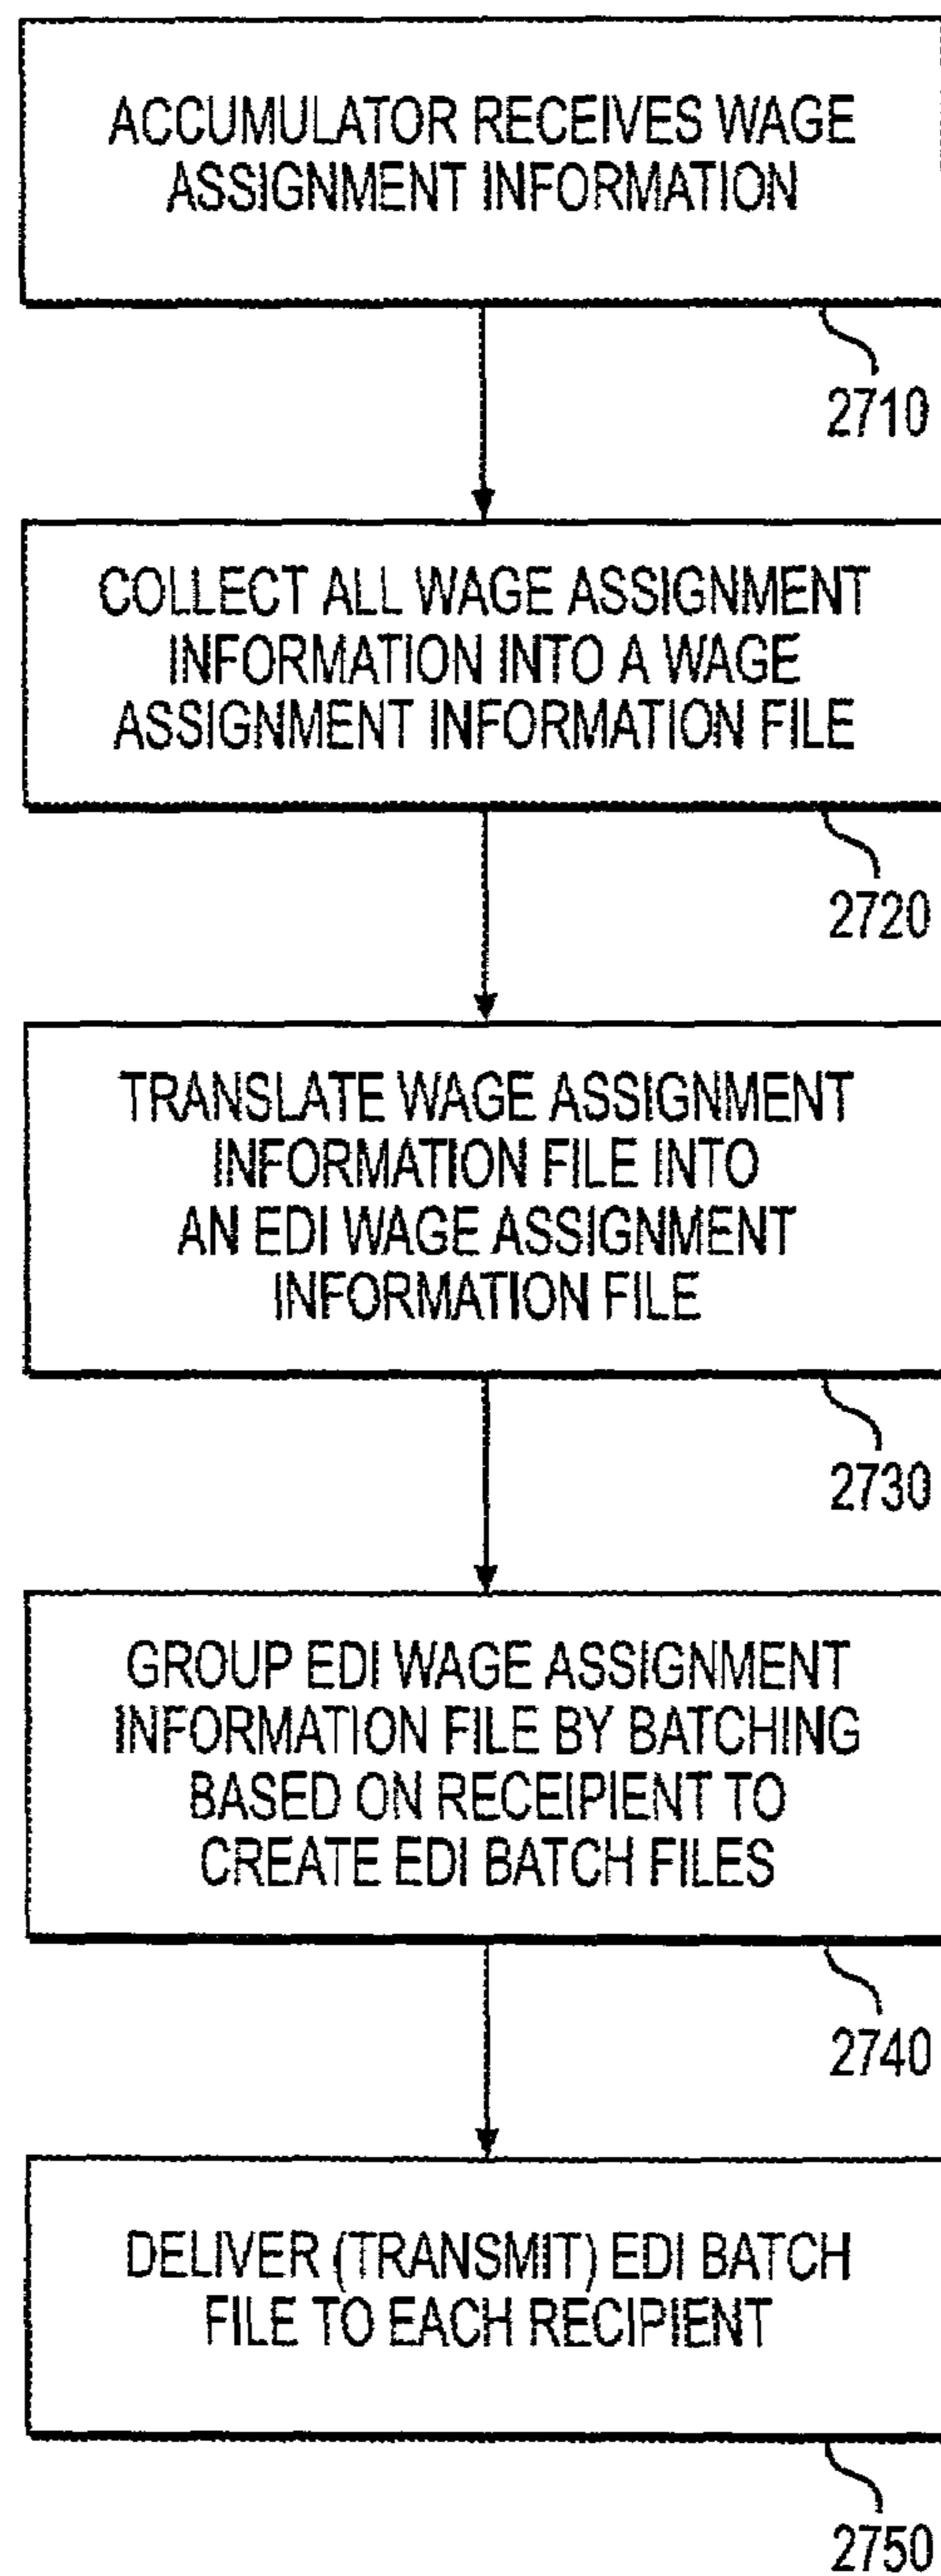 ACCUMULATOR RECEIVES WAGE
ASSIGNMENT INFORMATION
2710
COLLECT ALL WAGE ASSIGNMENT
INFORMATION INTO A WAGE
ASSIGNMENT INFORMATION FILE
2720
TRANSLATE WAGE ASSIGNMENT
INFORMATION FILE INTO
AN EDI WAGE ASSIGNMENT
INFORMATION FILE
2730
GROUP EDI WAGE ASSIGNMENT
INFORMATION FILE BY BATCHING
BASED ON RECEIPIENT TO
CREATE EDI BATCH FILES
2740
DELIVER (TRANSMIT) EDI BATCH
FILE TO EACH RECIPIENT
2750